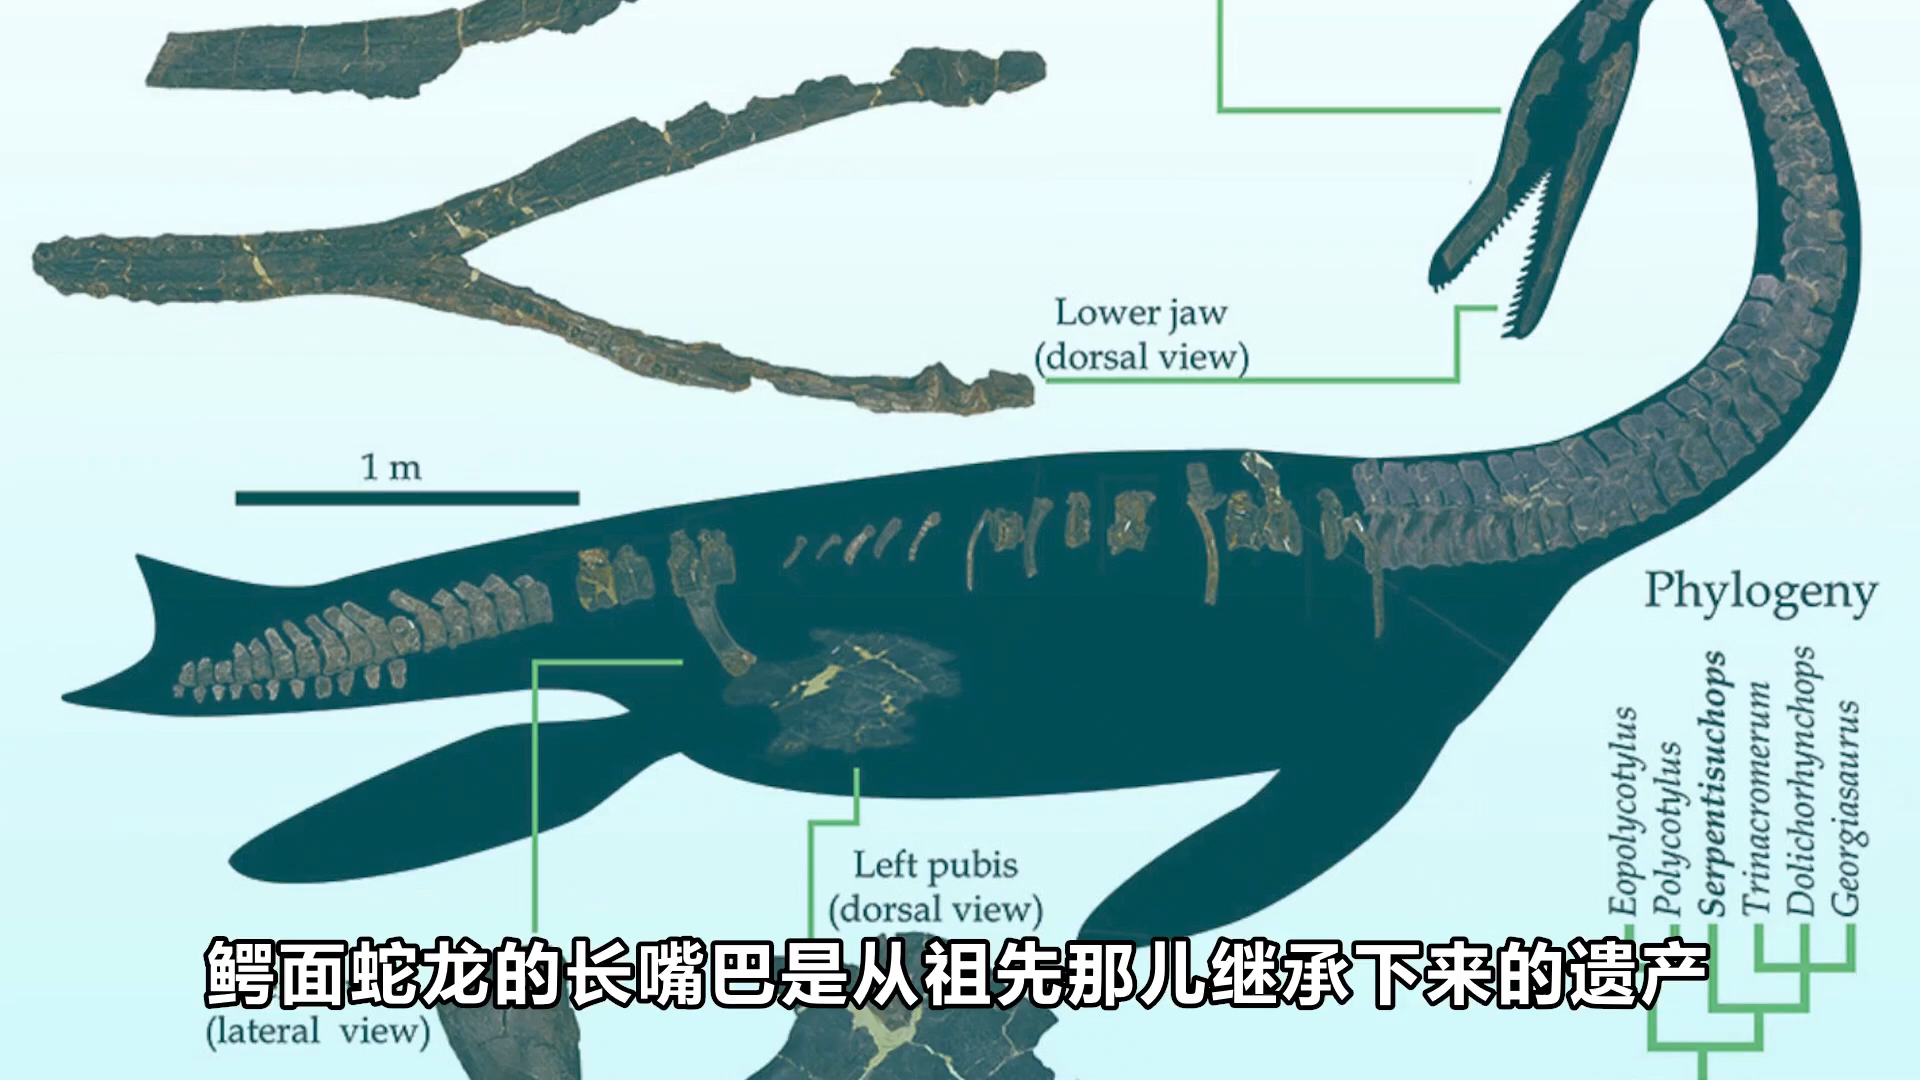 Lower jaw
(dorsal view)
1 m
Phylogeny
Eopolycotylus
Polycotylus
Serpentisuchops
Trinacromerum
Dolichorhynchops
Georgiasaurus
Left pubis
(dorsal view)
鳄面蛇龙的长嘴巴是从祖先那儿继承下来的遗产
(lateral view)